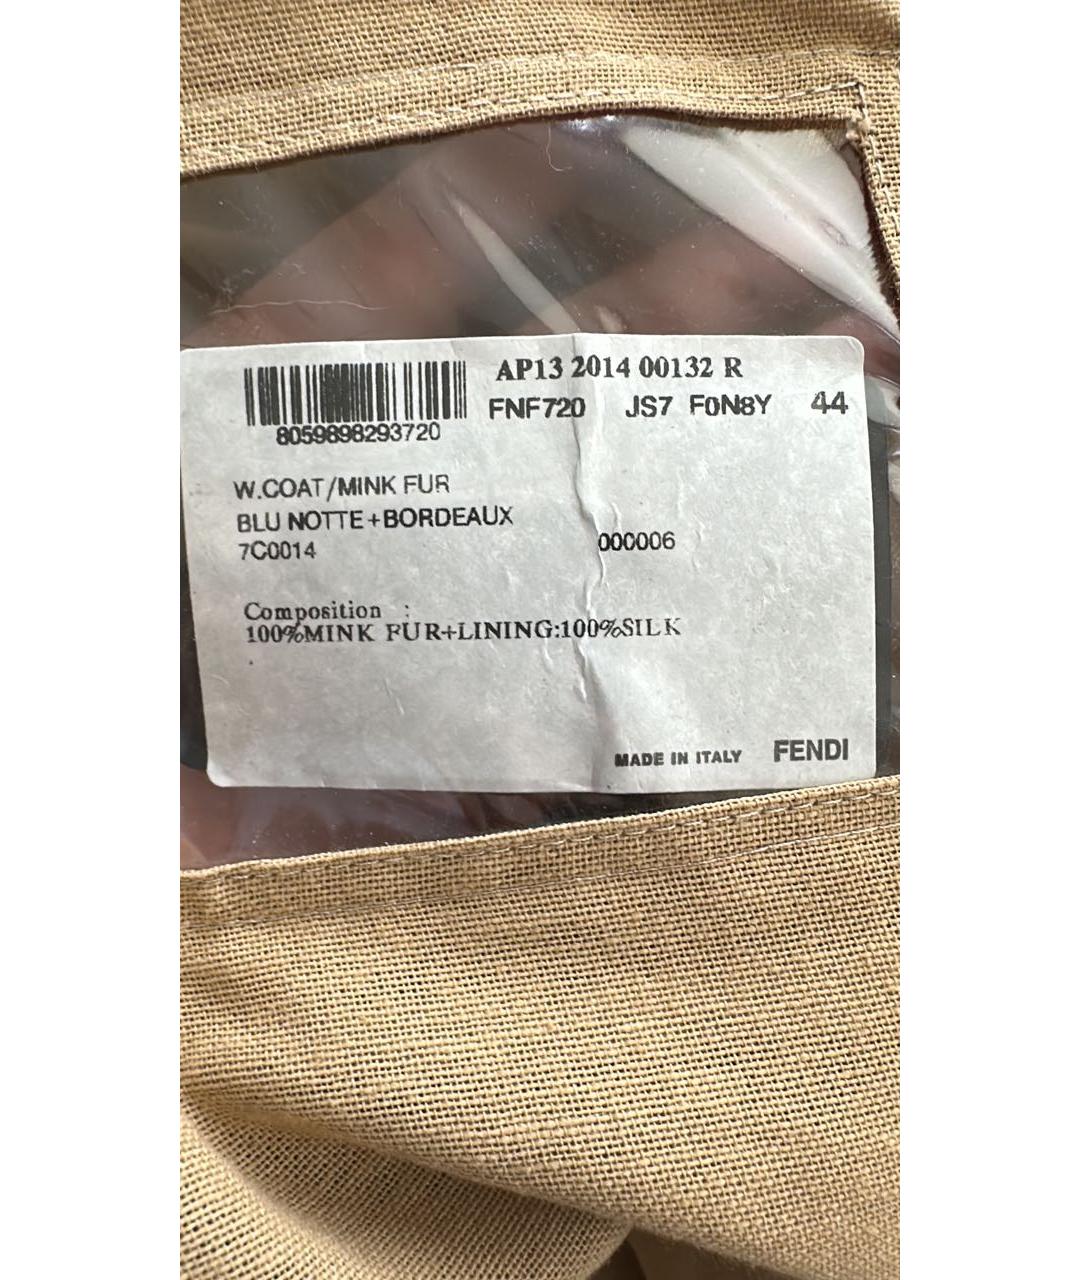 AP13 2014 00132 R
FNF720 JS7 F0N8Y 44
8059898293720
W.COAT/MINK FUR
BLU NOTTE+BORDEAUX
7C0014 000006
Composition :
100%MINK FUR+LINING:100%SILK
.
MADE IN ITALY FENDI